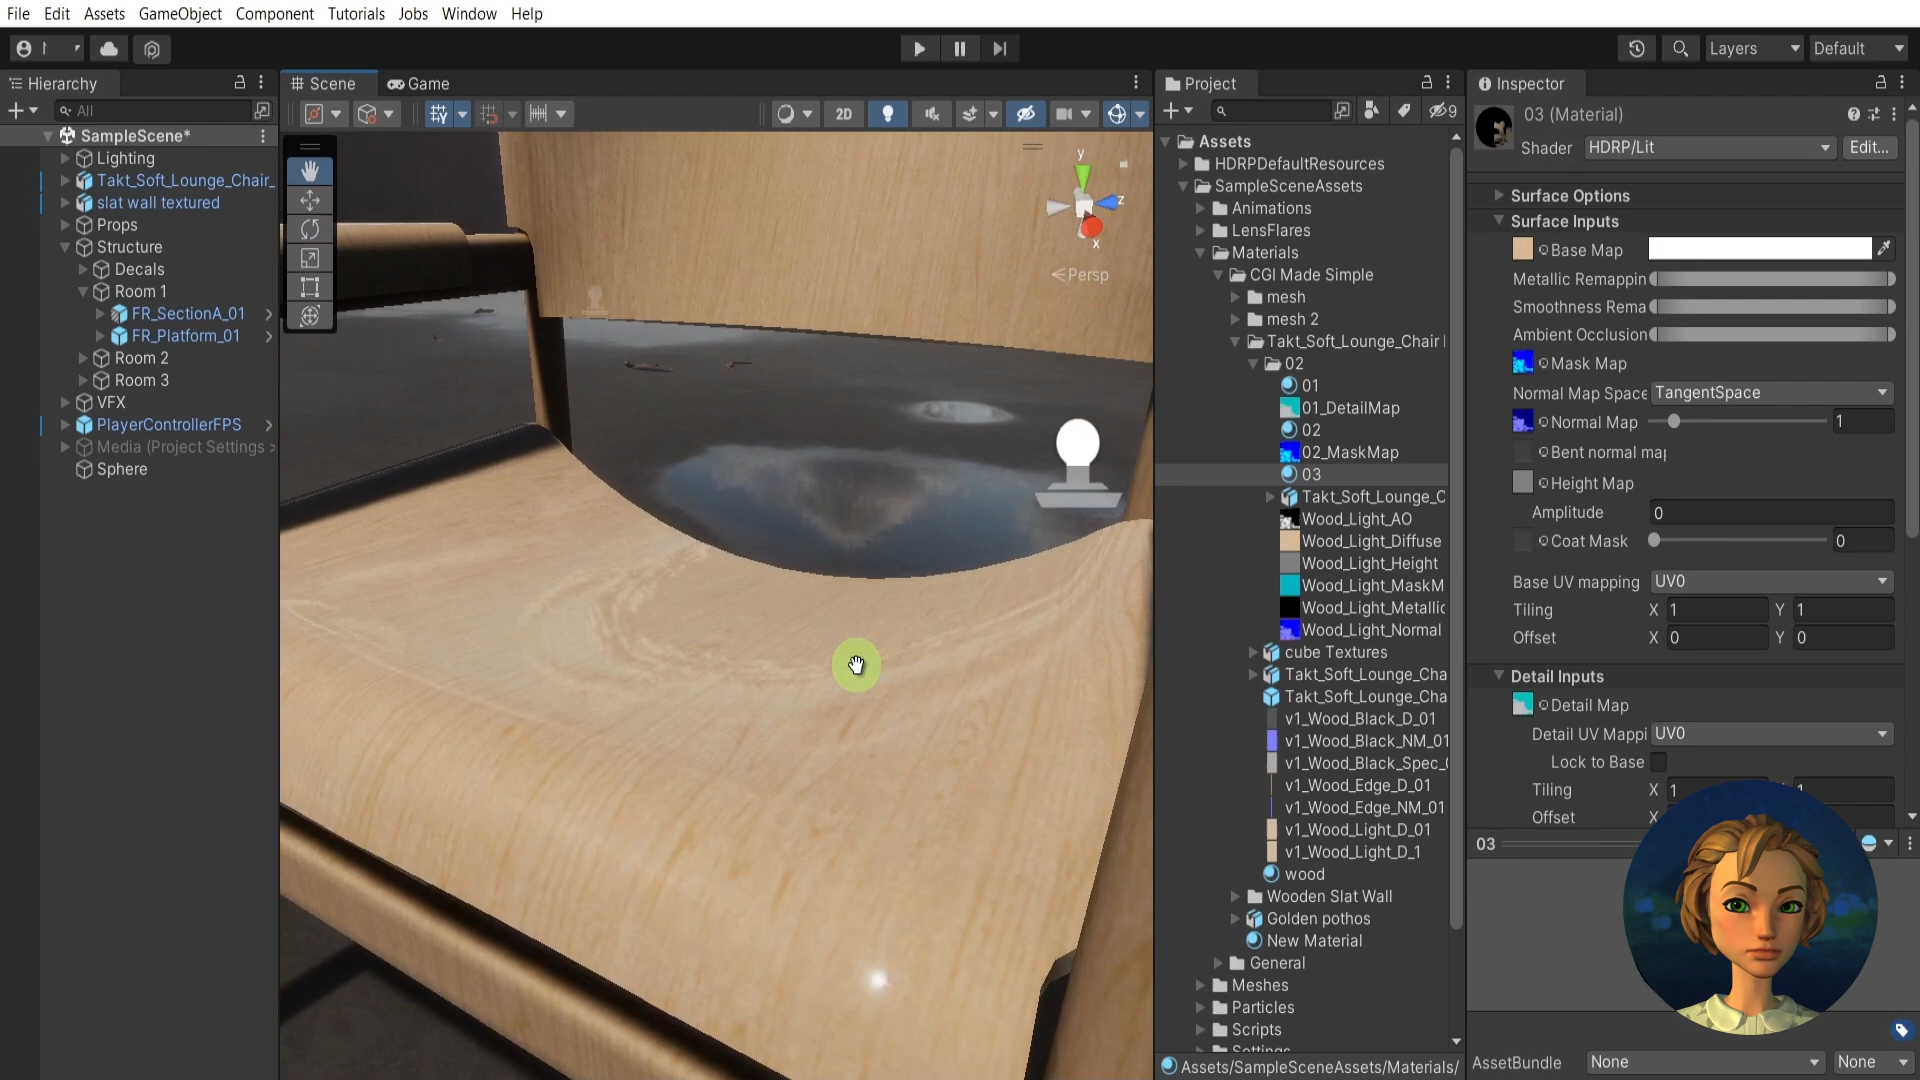 File Edit Assets GameObject Component Tutorials Jobs Window Help
Layers Default
Hierarchy
Scene
Game
Project
Inspector
All
2D
9
03 (Material)
Shader HDRP/Lit Edit...
SampleScene*
Lighting
Takt_Soft_Lounge_Chair_
slat wall textured
Props
Structure
Decals
Room 1
FR_SectionA_01
FR_Platform_01
Room 2
Room 3
VFX
PlayerControllerFPS
Media (Project Settings
Sphere
y
z
x
Persp
Assets
HDRPDefaultResources
SampleSceneAssets
Animations
LensFlares
Materials
CGI Made Simple
mesh
mesh 2
Takt_Soft_Lounge_Chair
02
01
01_DetailMap
02
02_MaskMap
03
Takt_Soft_Lounge_C
Wood_Light_AO
Wood_Light_Diffuse
Wood_Light_Height
Wood_Light_MaskM
Wood_Light_Metallic
Wood_Light_Normal
cube Textures
Takt_Soft_Lounge_Cha
Takt_Soft_Lounge_Cha
v1_Wood_Black_D_01
v1_Wood_Black_NM_01
v1_Wood_Black_Spec_
v1_Wood_Edge_D_01
v1_Wood_Edge_NM_01
v1_Wood_Light_D_01
v1_Wood_Light_D_1
wood
Wooden Slat Wall
Golden pothos
New Material
General
Meshes
Particles
Scripts
Settings
Assets/SampleSceneAssets/Materials/
Surface Options
Surface Inputs
Base Map
Metallic Remappin
Smoothness Rema
Ambient Occlusion
Mask Map
Normal Map Space TangentSpace
Normal Map 1
Bent normal map
Height Map
Amplitude 0
Coat Mask 0
Base UV mapping UV0
Tiling X 1 Y 1
Offset X 0 Y 0
Detail Inputs
Detail Map
Detail UV Mappi UV0
Lock to Base
Tiling X 1 1
Offset X
03
AssetBundle None None